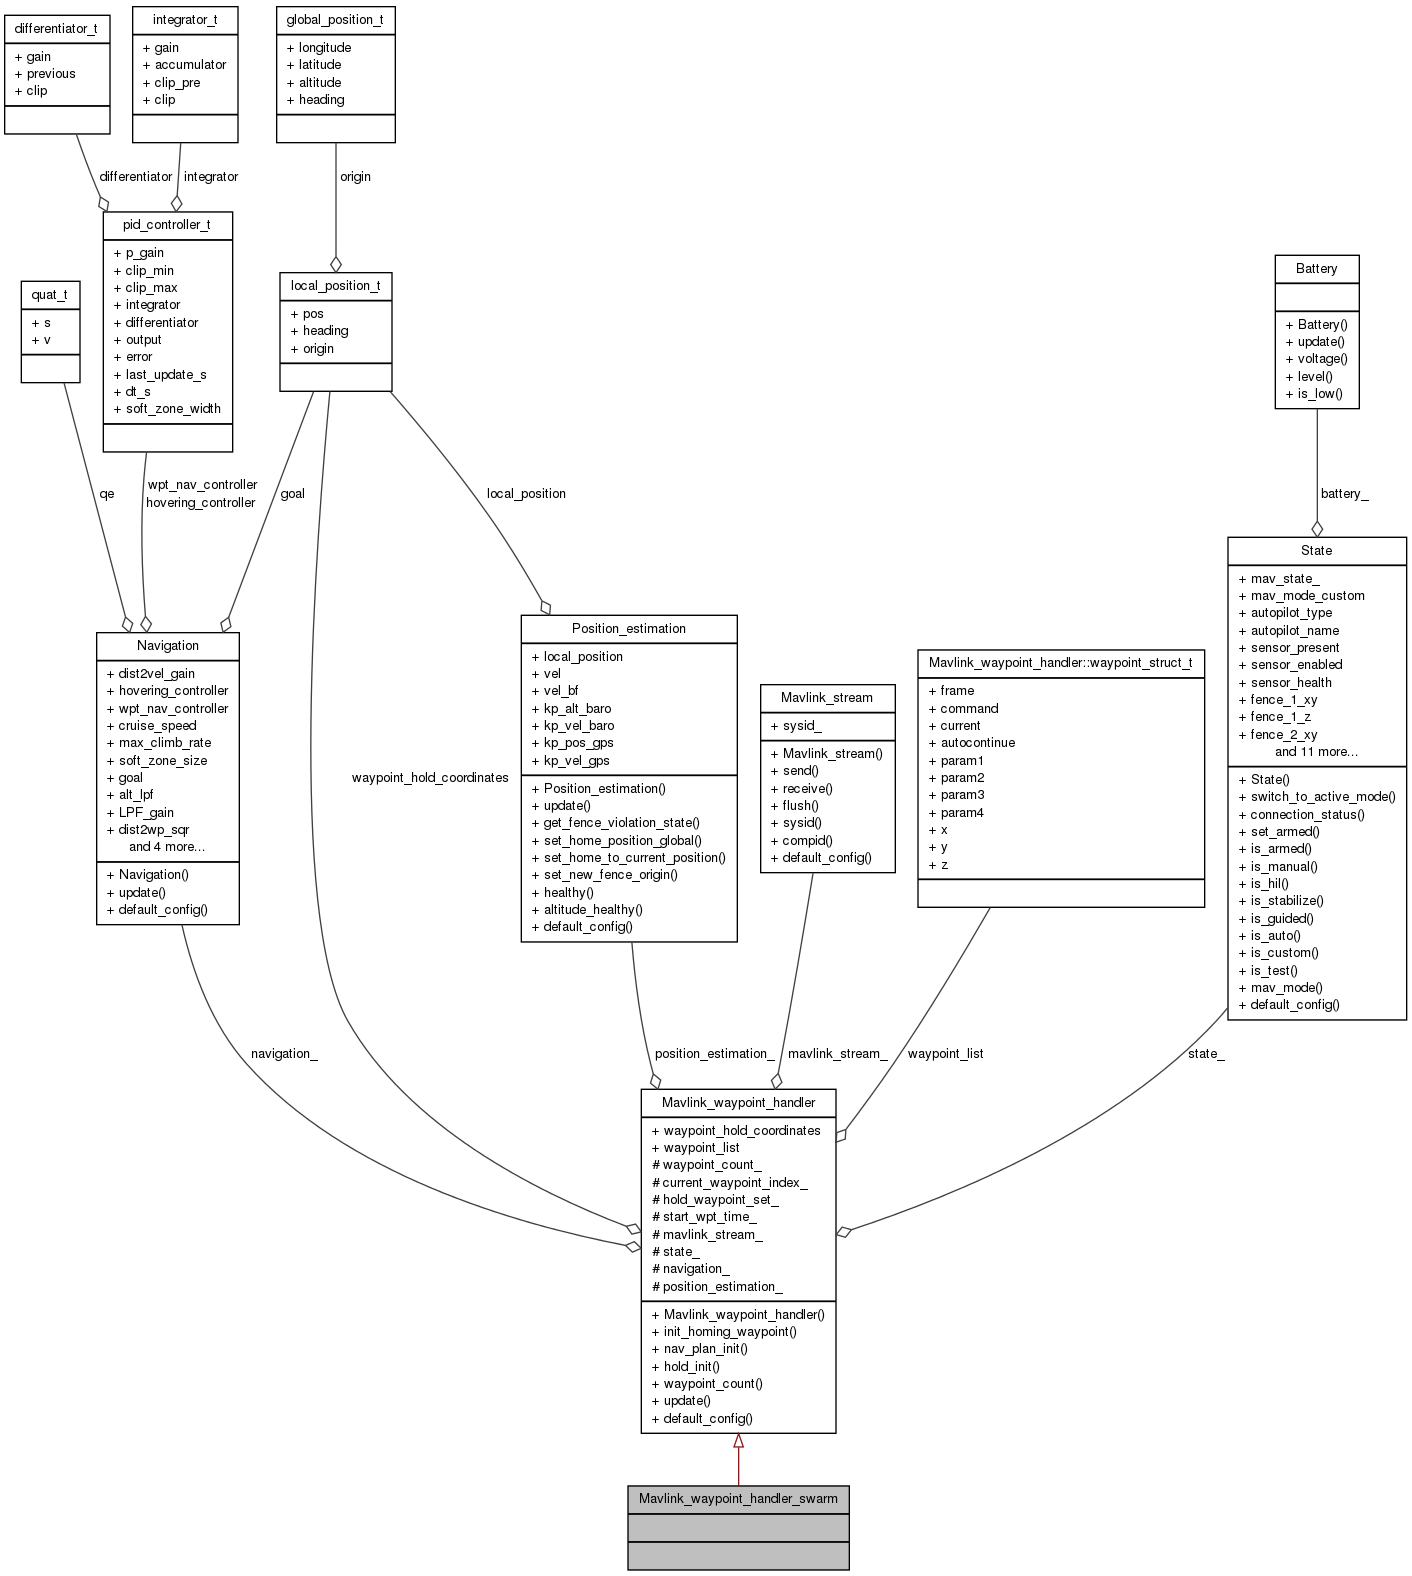 differentiator_t
+ gain
+ previous
+ clip
integrator_t
+ gain
+ accumulator
+ clip_pre
+ clip
global_position_t
+ longitude
+ latitude
+ altitude
+ heading
differentiator
integrator
origin
pid_controller_t
+ p_gain
+ clip_min
+ clip_max
+ integrator
+ differentiator
+ output
+ error
+ last_update_s
+ dt_s
+ soft_zone_width
quat_t
+ s
+ v
local_position_t
+ pos
+ heading
+ origin
Battery
+ Battery()
+ update()
+ voltage()
+ level()
+ is_low()
qe
wpt_nav_controller
hovering_controller
goal
local_position
battery_
Navigation
+ dist2vel_gain
+ hovering_controller
+ wpt_nav_controller
+ cruise_speed
+ max_climb_rate
+ soft_zone_size
+ goal
+ alt_lpf
+ LPF_gain
+ dist2wp_sqr
and 4 more...
+ Navigation()
+ update()
+ default_config()
waypoint_hold_coordinates
Position_estimation
+ local_position
+ vel
+ vel_bf
+ kp_alt_baro
+ kp_vel_baro
+ kp_pos_gps
+ kp_vel_gps
+ Position_estimation()
+ update()
+ get_fence_violation_state()
+ set_home_position_global()
+ set_home_to_current_position()
+ set_new_fence_origin()
+ healthy()
+ altitude_healthy()
+ default_config()
Mavlink_stream
+ sysid_
+ Mavlink_stream()
+ send()
+ receive()
+ flush()
+ sysid()
+ compid()
+ default_config()
Mavlink_waypoint_handler::waypoint_struct_t
+ frame
+ command
+ current
+ autocontinue
+ param1
+ param2
+ param3
+ param4
+ x
+ y
+ z
State
+ mav_state_
+ mav_mode_custom
+ autopilot_type
+ autopilot_name
+ sensor_present
+ sensor_enabled
+ sensor_health
+ fence_1_xy
+ fence_1_z
+ fence_2_xy
and 11 more...
+ State()
+ switch_to_active_mode()
+ connection_status()
+ set_armed()
+ is_armed()
+ is_manual()
+ is_hil()
+ is_stabilize()
+ is_guided()
+ is_auto()
+ is_custom()
+ is_test()
+ mav_mode()
+ default_config()
navigation_
position_estimation_
mavlink_stream_
waypoint_list
state_
Mavlink_waypoint_handler
+ waypoint_hold_coordinates
+ waypoint_list
# waypoint_count_
# current_waypoint_index_
# hold_waypoint_set_
# start_wpt_time_
# mavlink_stream_
# state_
# navigation_
# position_estimation_
+ Mavlink_waypoint_handler()
+ init_homing_waypoint()
+ nav_plan_init()
+ hold_init()
+ waypoint_count()
+ update()
+ default_config()
Mavlink_waypoint_handler_swarm